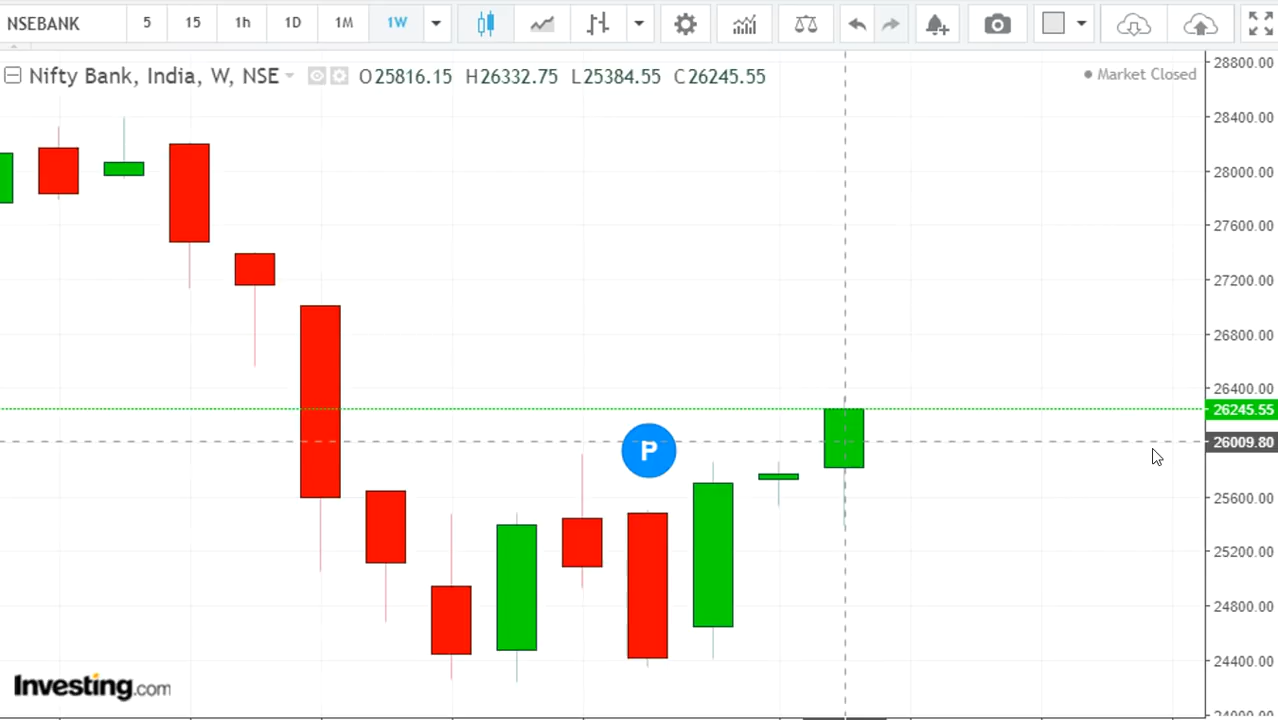 NSEBANK 5 15 1h 1D 1M 1W
Nifty Bank, India, W, NSE O25816.15 H26332.75 L25384.55 C26245.55
Market Closed
28800.00
28400.00
28000.00
27600.00
27200.00
26800.00
26400.00
26245.55
26009.80
P
25600.00
25200.00
24800.00
24400.00
24000.00
Investing.com